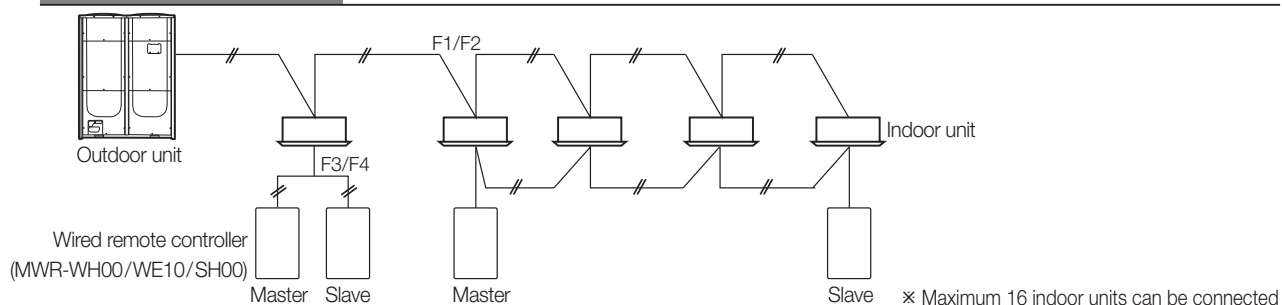 F1/F2
Outdoor unit
Indoor unit
F3/F4
Wired remote controller
(MWR-WH00/WE10/SH00)
Master Slave Master Slave ※ Maximum 16 indoor units can be connected